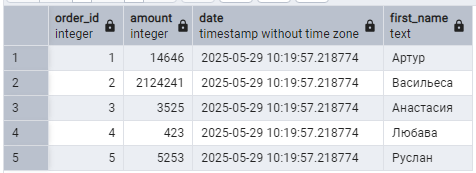 order_id amount date first_name
integer integer timestamp without time zone text
1 1 14646 2025-05-29 10:19:57.218774 Артур
2 2 2124241 2025-05-29 10:19:57.218774 Васильеса
3 3 3525 2025-05-29 10:19:57.218774 Анастасия
4 4 423 2025-05-29 10:19:57.218774 Любава
5 5 5253 2025-05-29 10:19:57.218774 Руслан